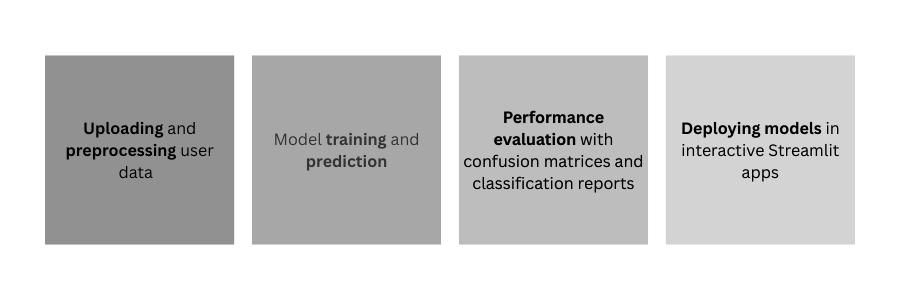 Uploading and
preprocessing user
data
Model training and
prediction
Performance
evaluation with
confusion matrices and
classification reports
Deploying models in
interactive Streamlit
apps